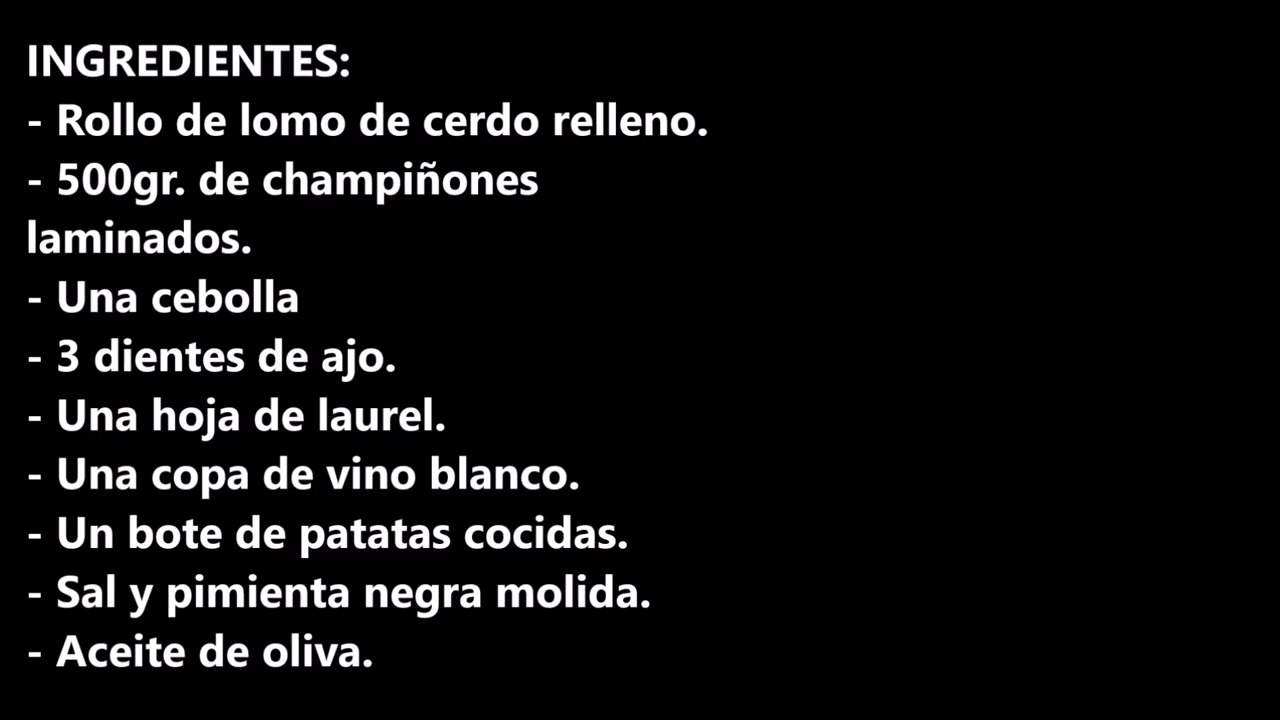 INGREDIENTES:
- Rollo de lomo de cerdo relleno.
- 500gr. de champiñones
laminados.
- Una cebolla
- 3 dientes de ajo.
- Una hoja de laurel.
- Una copa de vino blanco.
- Un bote de patatas cocidas.
- Sal y pimienta negra molida.
- Aceite de oliva.